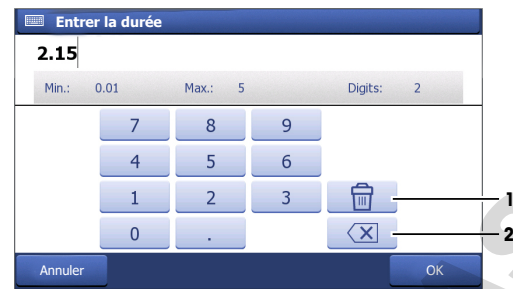 Entrer la durée
2.15
Min.: 0.01 Max.: 5 Digits: 2
7 8 9
4 5 6
1 2 3 1
0 . 2
Annuler OK